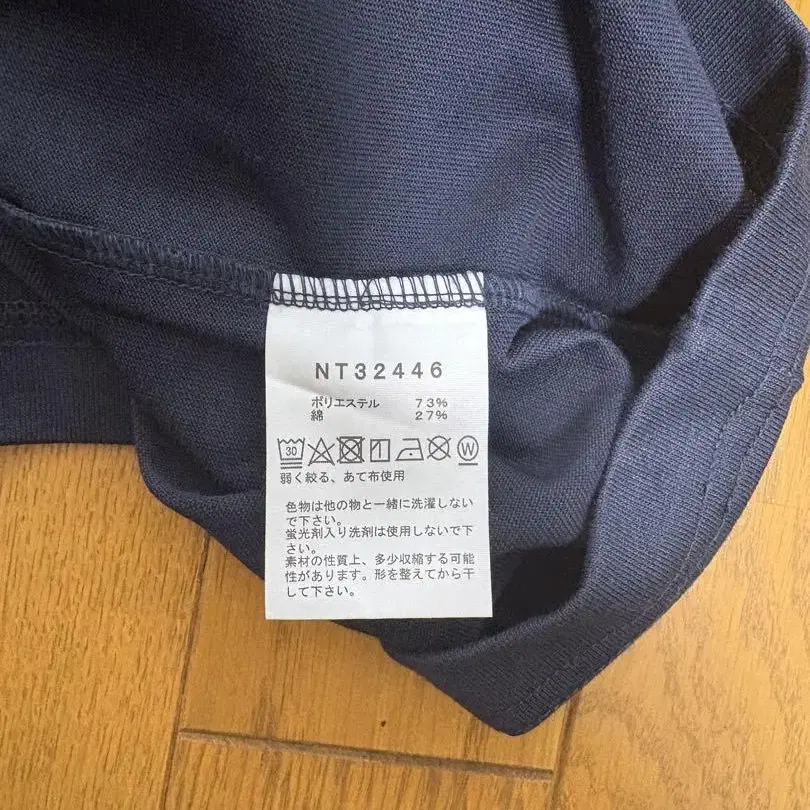 NT32446
ポリエステル 73%
綿 27%
30 W
弱く絞る、あて布使用
色物は他の物と一緒に洗濯しない
で下さい。
蛍光剤入り洗剤は使用しないで下
さい。
素材の性質上、多少収縮する可能
性があります。形を整えてから干
して下さい。